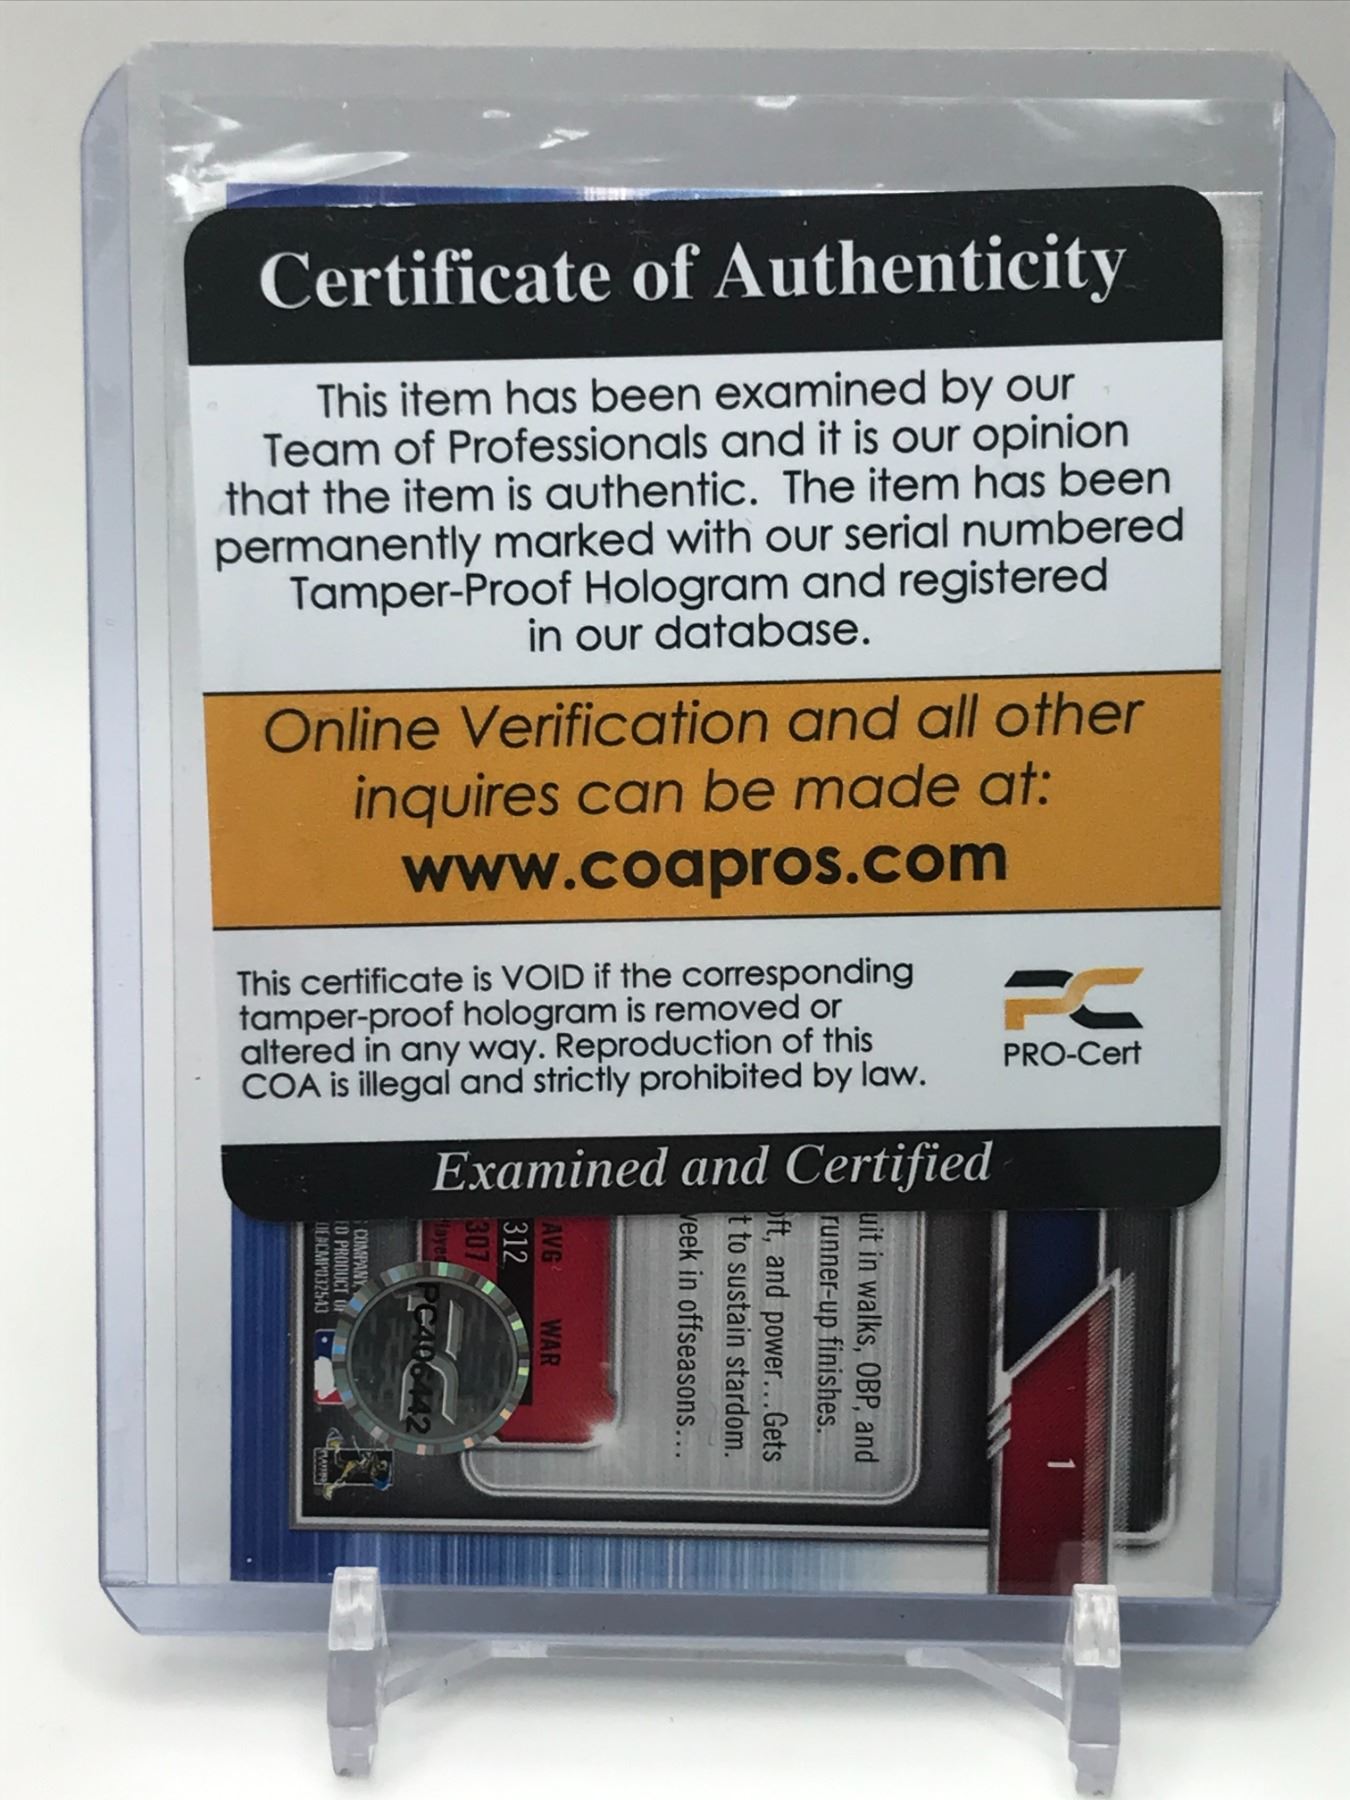 Certificate of Authenticity
This item has been examined by our
Team of Professionals and it is our opinion
that the item is authentic. The item has been
permanently marked with our serial numbered
Tamper-Proof Hologram and registered
in our database.
Online Verification and all other
inquires can be made at:
www.coapros.com
This certificate is VOID if the corresponding
tamper-proof hologram is removed or
altered in any way. Reproduction of this
COA is illegal and strictly prohibited by law.
PRO-Cert
Examined and Certified
1
uit in walks, OBP, and
runner-up finishes.
oft, and power...Gets
t to sustain stardom.
veek in offseasons...
AVG WAR
312
307
COMPANY
ED PRODUCT OF